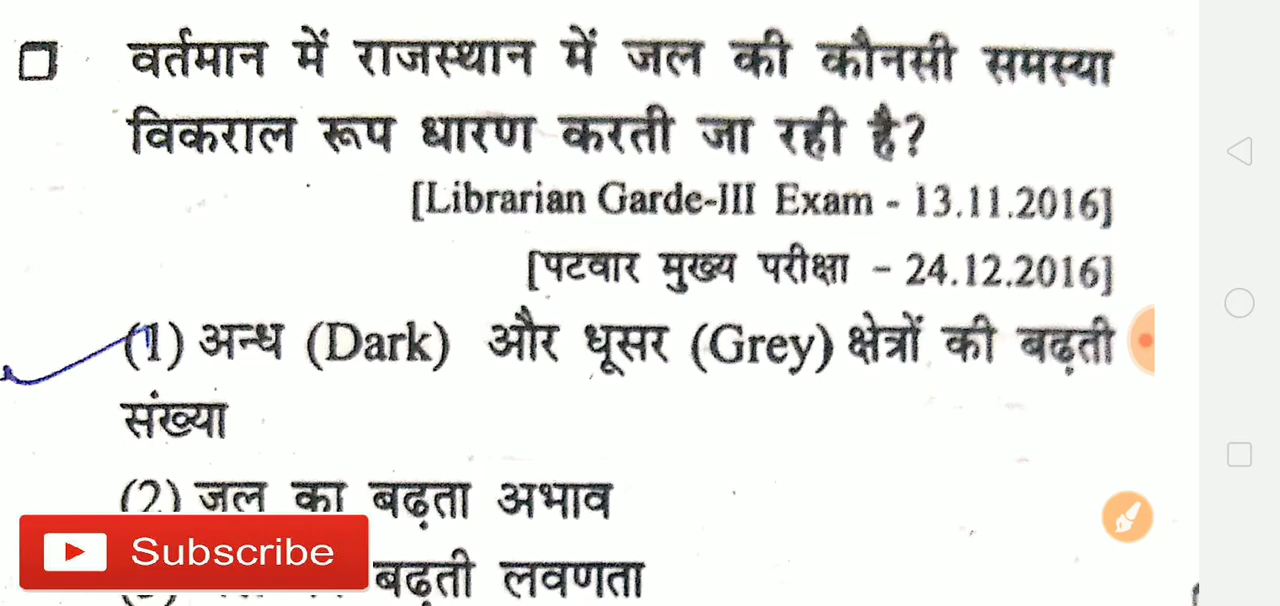 वर्तमान में राजस्थान में जल की कौनसी समस्या
विकराल रूप धारण करती जा रही है?
[Librarian Garde-III Exam - 13.11.2016]
[पटवार मुख्य परीक्षा - 24.12.2016]
(1) अन्ध (Dark) और धूसर (Grey) क्षेत्रों की बढ़ती
संख्या
(2) जल का बढ़ता अभाव
Subscribe
बढ़ती लवणता